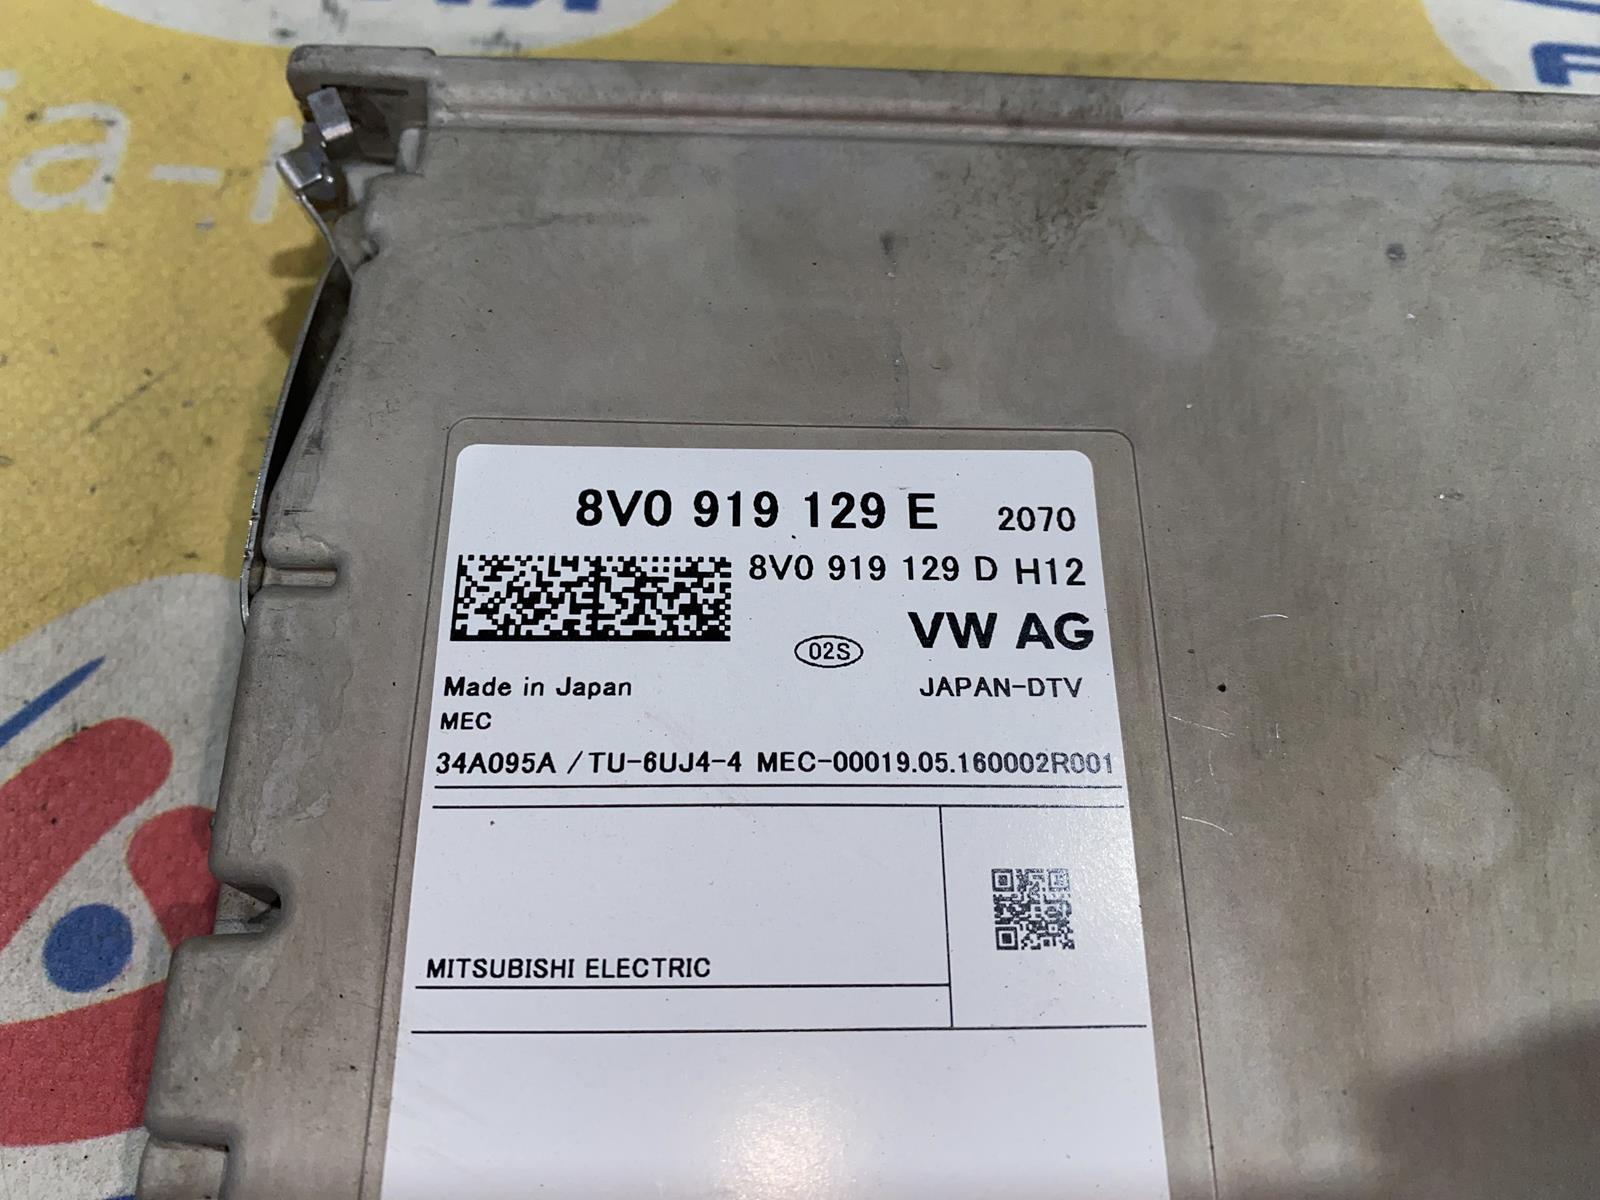 8V0 919 129 E 2070
8V0 919 129 D H12
VW AG
02S
Made in Japan JAPAN-DTV
MEC
34A095A / TU-6UJ4-4 MEC-00019.05.160002R001
MITSUBISHI ELECTRIC